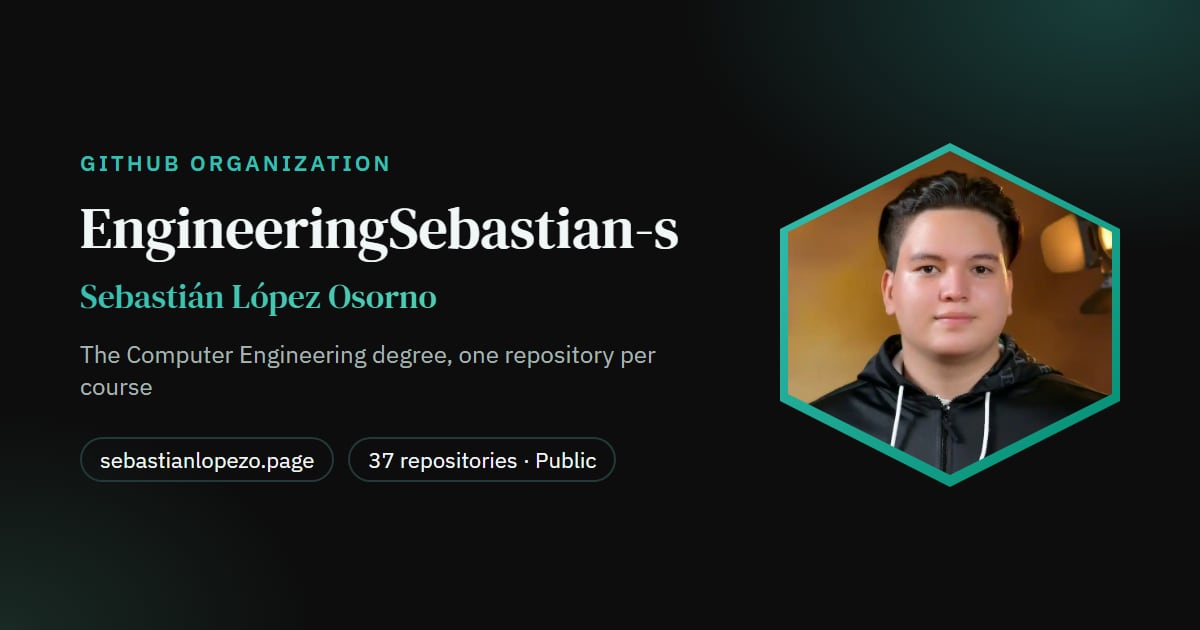 GITHUB ORGANIZATION
EngineeringSebastian-s
Sebastián López Osorno
The Computer Engineering degree, one repository per
course
sebastianlopezo.page
37 repositories · Public